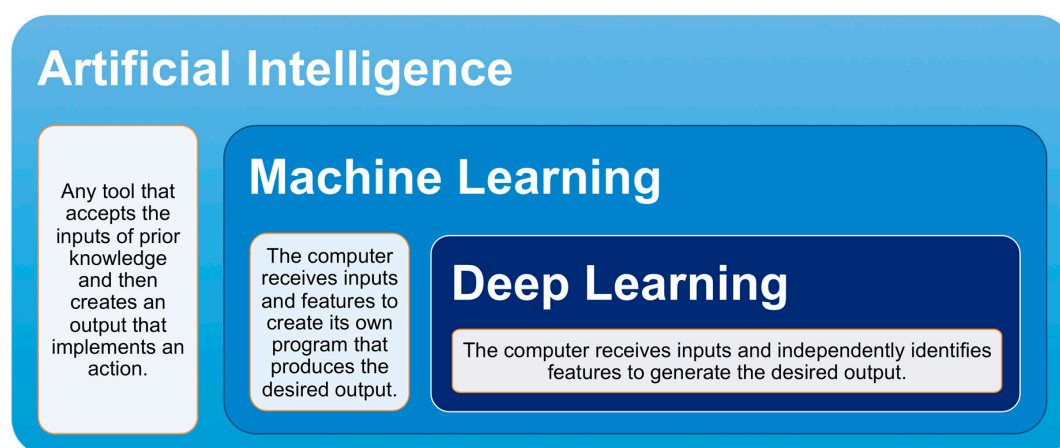 Artificial Intelligence
Any tool that
accepts the
inputs of prior
knowledge
and then
creates an
output that
implements an
action.
Machine Learning
The computer
receives inputs
and features to
create its own
program that
produces the
desired output.
Deep Learning
The computer receives inputs and independently identifies
features to generate the desired output.